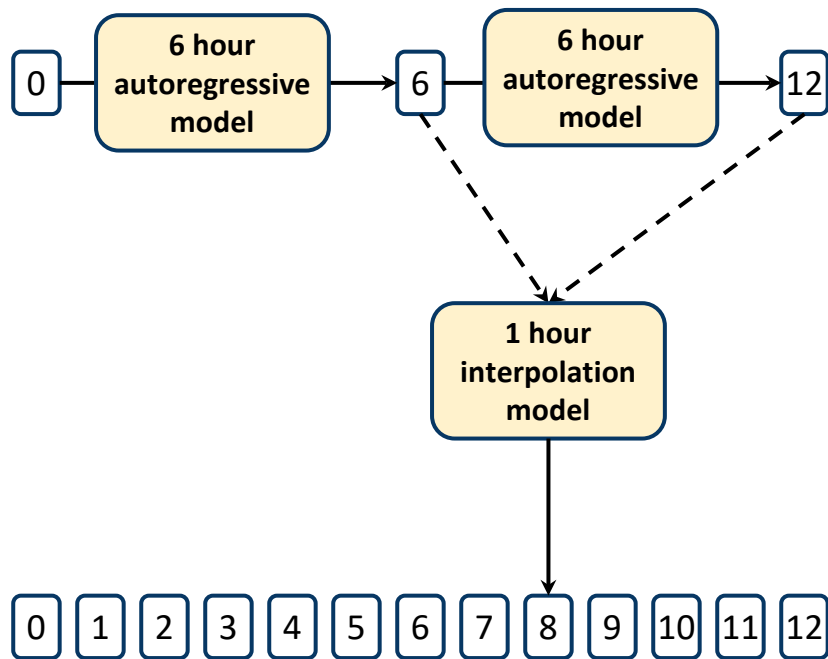 6 hour
autoregressive
model
6 hour
autoregressive
model
0
6
12
1 hour
interpolation
model
0 1 2 3 4 5 6 7 8 9 10 11 12